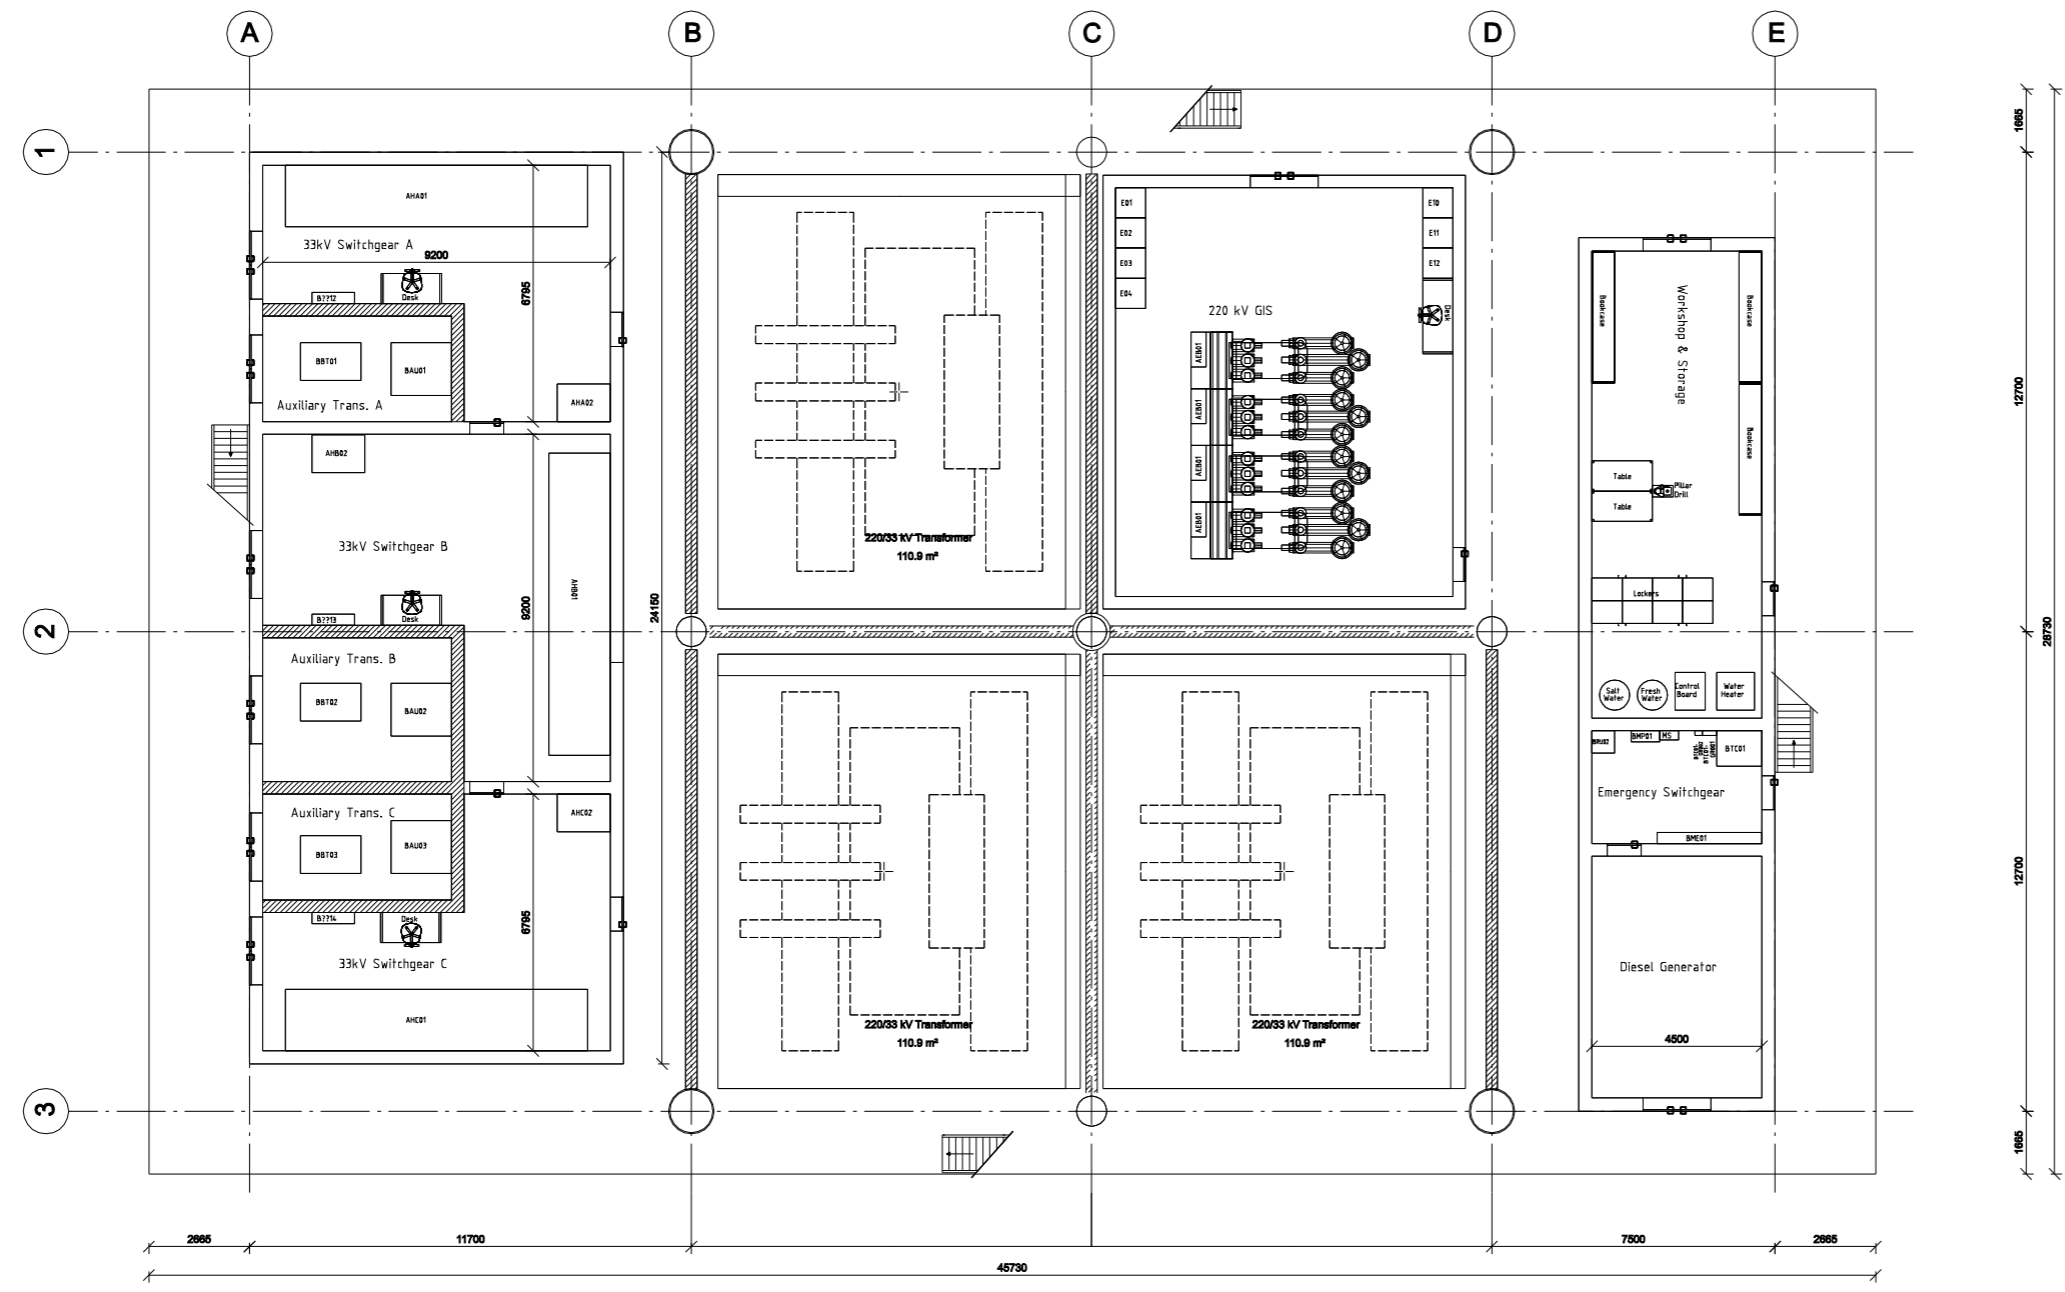 A
B
C
D
E
1
2
3
AHA01
33kV Switchgear A
9200
6795
B??12
Desk
BBT01
BAU01
Auxiliary Trans. A
AHA02
AHB02
33kV Switchgear B
AHB01
9200
24150
B??13
Desk
Auxiliary Trans. B
BBT02
BAU02
Auxiliary Trans. C
BBT03
BAU03
AHC02
B??14
Desk
6795
33kV Switchgear C
AHC01
220/33 kV Transformer
110.9 m²
220/33 kV Transformer
110.9 m²
220/33 kV Transformer
110.9 m²
E01
E02
E03
E04
E10
E11
E12
Desk
220 kV GIS
AEB01
AEB01
AEB01
AEB01
Bookcase
Workshop & Storage
Bookcase
Bookcase
Table
Table
Pillar
Drill
Lockers
Salt
Water
Fresh
Water
Control
Board
Water
Heater
BRU02
BMP01
MS
BTC01
Emergency Switchgear
BME01
Diesel Generator
4500
1665
12700
28730
12700
1665
2665
11700
7500
2665
45730